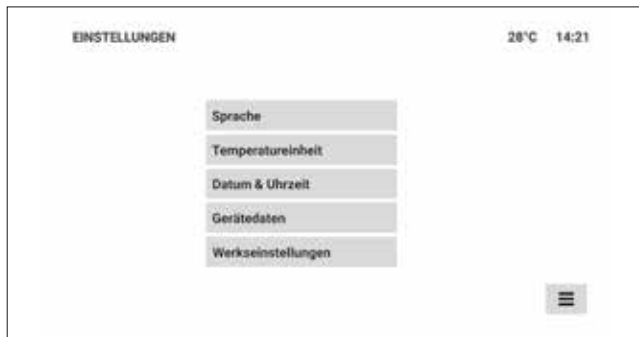 EINSTELLUNGEN 28°C 14:21
Sprache
Temperatureinheit
Datum & Uhrzeit
Gerätedaten
Werkseinstellungen